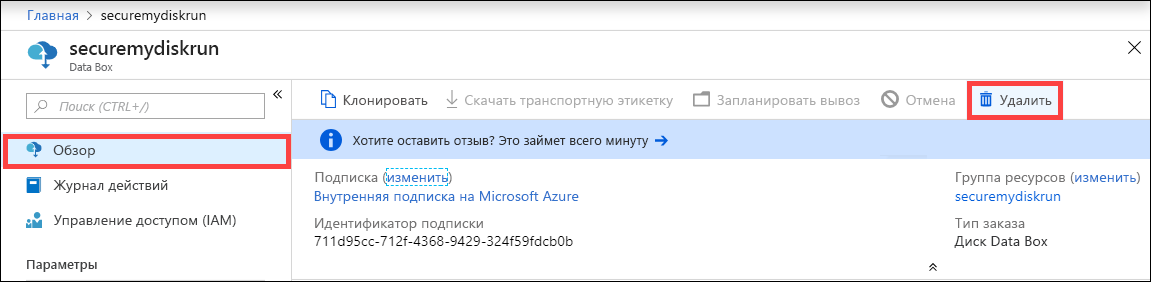 Главная > securemydiskrun
securemydiskrun
Data Box
Поиск (CTRL+/)
Обзор
Журнал действий
Управление доступом (IAM)
Параметры
Клонировать
Скачать транспортную этикетку
Запланировать вывоз
Отмена
Удалить
Хотите оставить отзыв? Это займет всего минуту →
Подписка (изменить)
Внутренняя подписка на Microsoft Azure
Идентификатор подписки
711d95cc-712f-4368-9429-324f59fdcb0b
Группа ресурсов (изменить)
securemydiskrun
Тип заказа
Диск Data Box